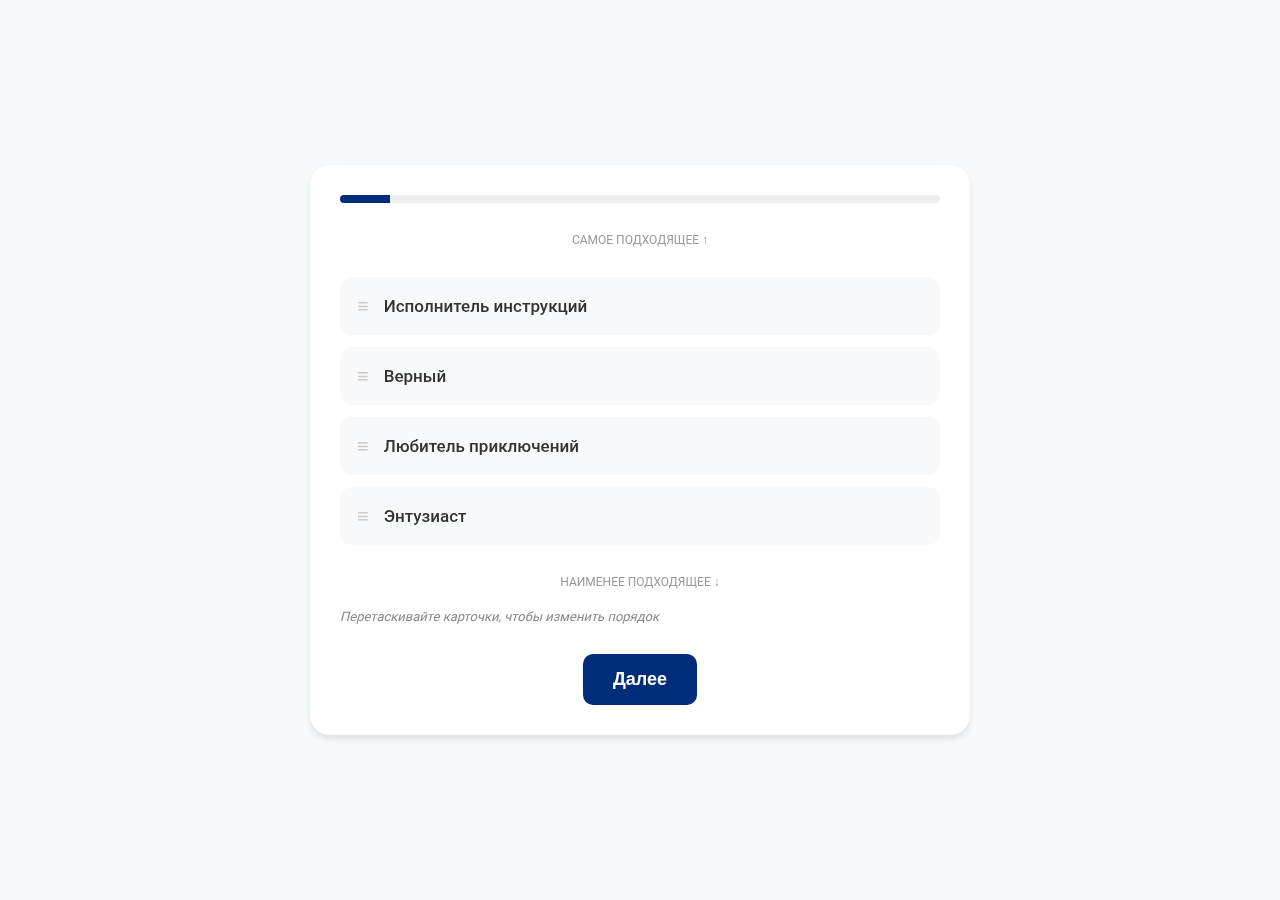 САМОЕ ПОДХОДЯЩЕЕ ↑
Исполнитель инструкций
Верный
Любитель приключений
Энтузиаст
НАИМЕНЕЕ ПОДХОДЯЩЕЕ ↓
Перетаскивайте карточки, чтобы изменить порядок
Далее